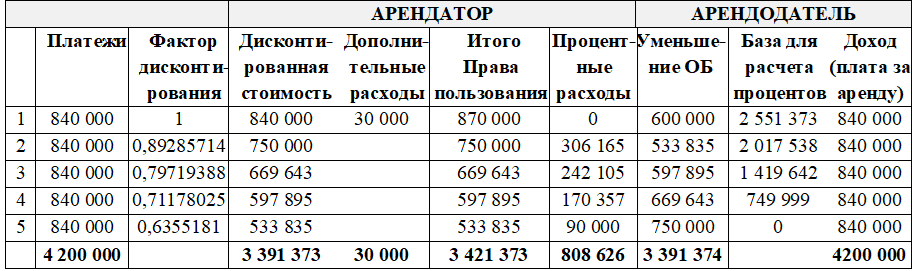 АРЕНДАТОР АРЕНДОДАТЕЛЬ
Платежи Фактор Дисконти- Дополни- Итого Процент- Уменьше- База для Доход
дисконти- рованная тельные Права ные ние ОБ расчета (плата за
рования стоимость расходы пользования расходы процентов аренду)
1 840 000 1 840 000 30 000 870 000 0 600 000 2 551 373 840 000
2 840 000 0,89285714 750 000 750 000 306 165 533 835 2 017 538 840 000
3 840 000 0,79719388 669 643 669 643 242 105 597 895 1 419 642 840 000
4 840 000 0,71178025 597 895 597 895 170 357 669 643 749 999 840 000
5 840 000 0,6355181 533 835 533 835 90 000 750 000 0 840 000
4 200 000 3 391 373 30 000 3 421 373 808 626 3 391 374 4200 000